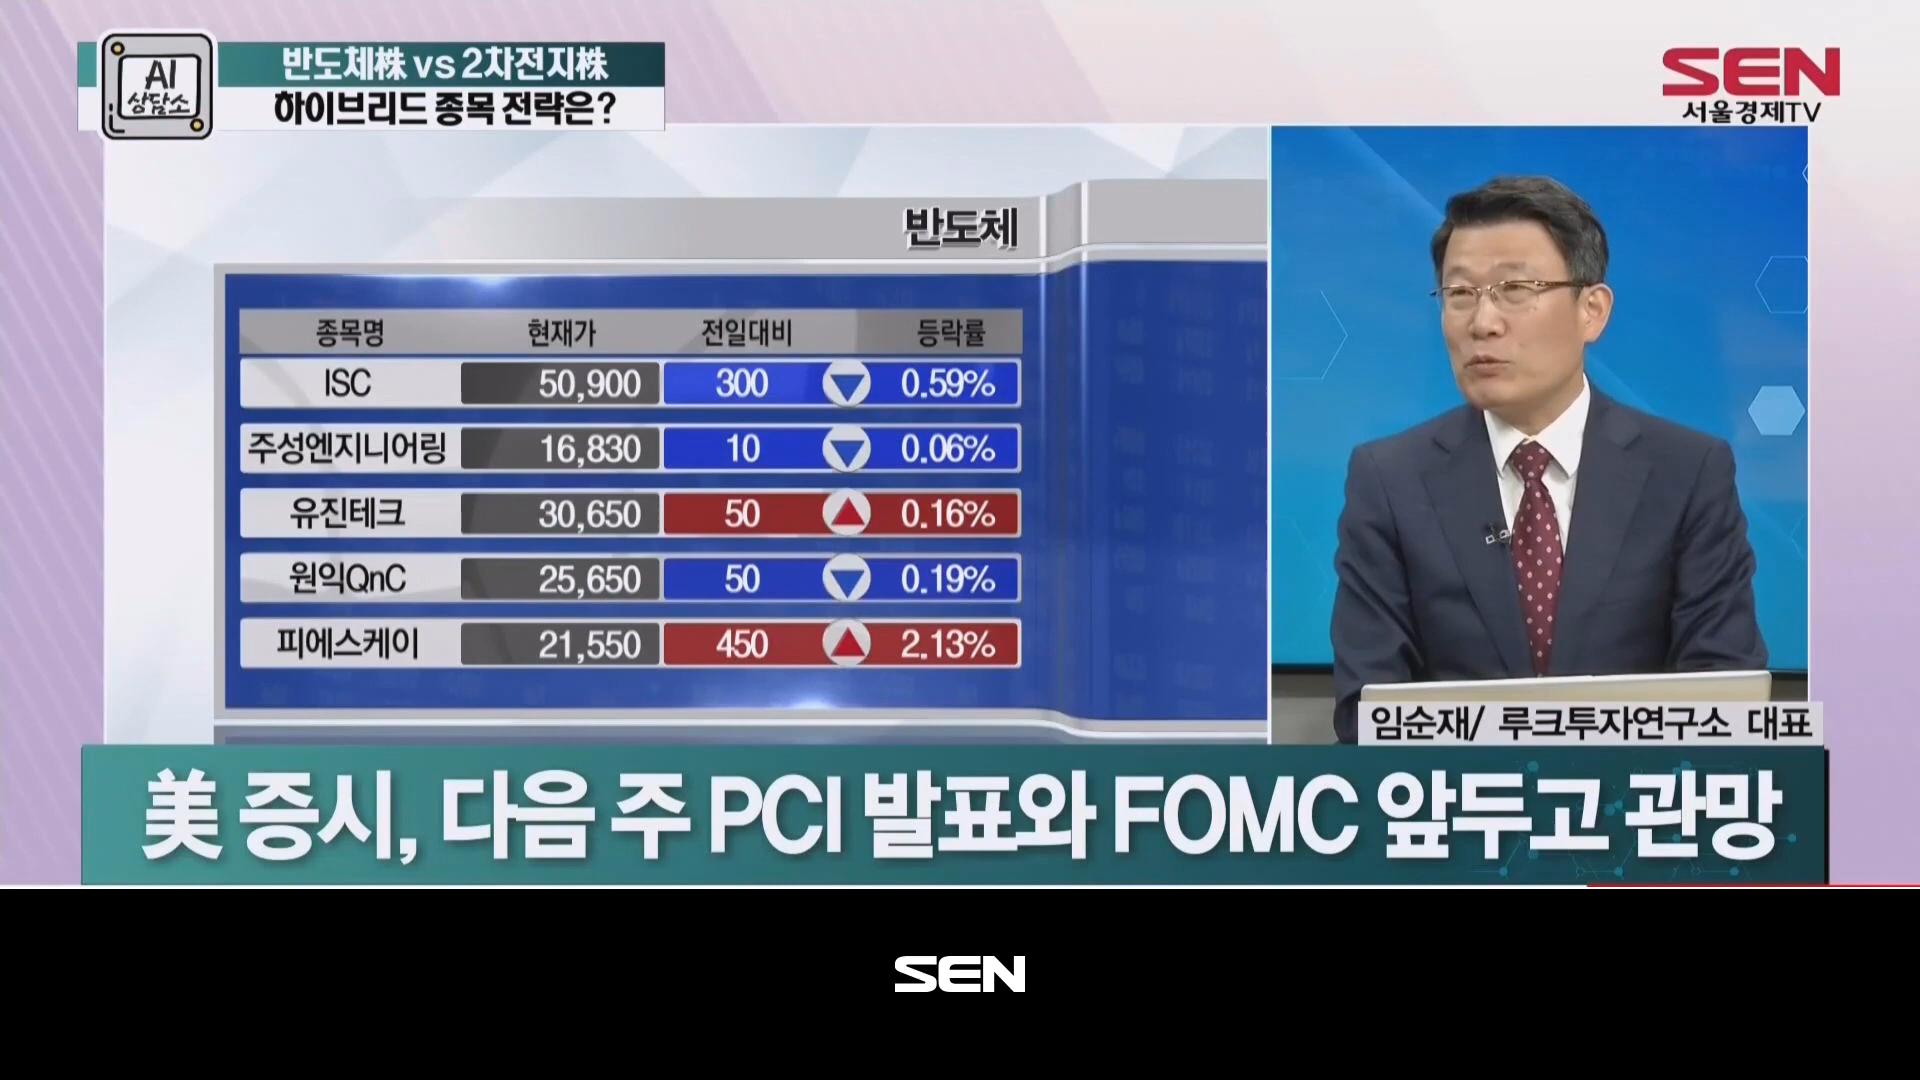 AI
상담소
반도체株 vs 2차전지株
하이브리드 종목 전략은?
SEN
서울경제TV
반도체
종목명 현재가 전일대비 등락률
ISC 50,900 300 ▼ 0.59%
주성엔지니어링 16,830 10 ▼ 0.06%
유진테크 30,650 50 ▲ 0.16%
원익QnC 25,650 50 ▼ 0.19%
피에스케이 21,550 450 ▲ 2.13%
임순재/ 루크투자연구소 대표
美 증시, 다음 주 PCI 발표와 FOMC 앞두고 관망
SEN